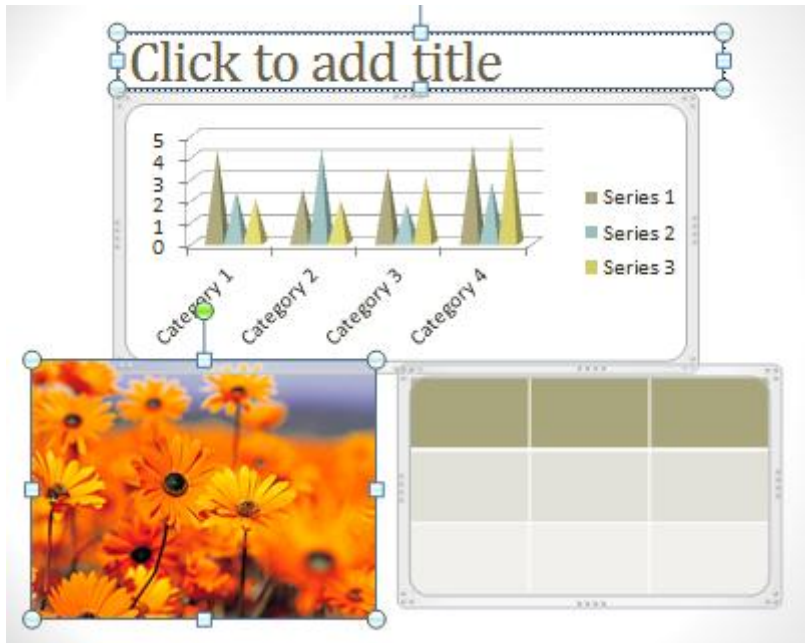 Click to add title
5
4
3
2
1
0
Category 1
Category 2
Category 3
Category 4
Series 1
Series 2
Series 3